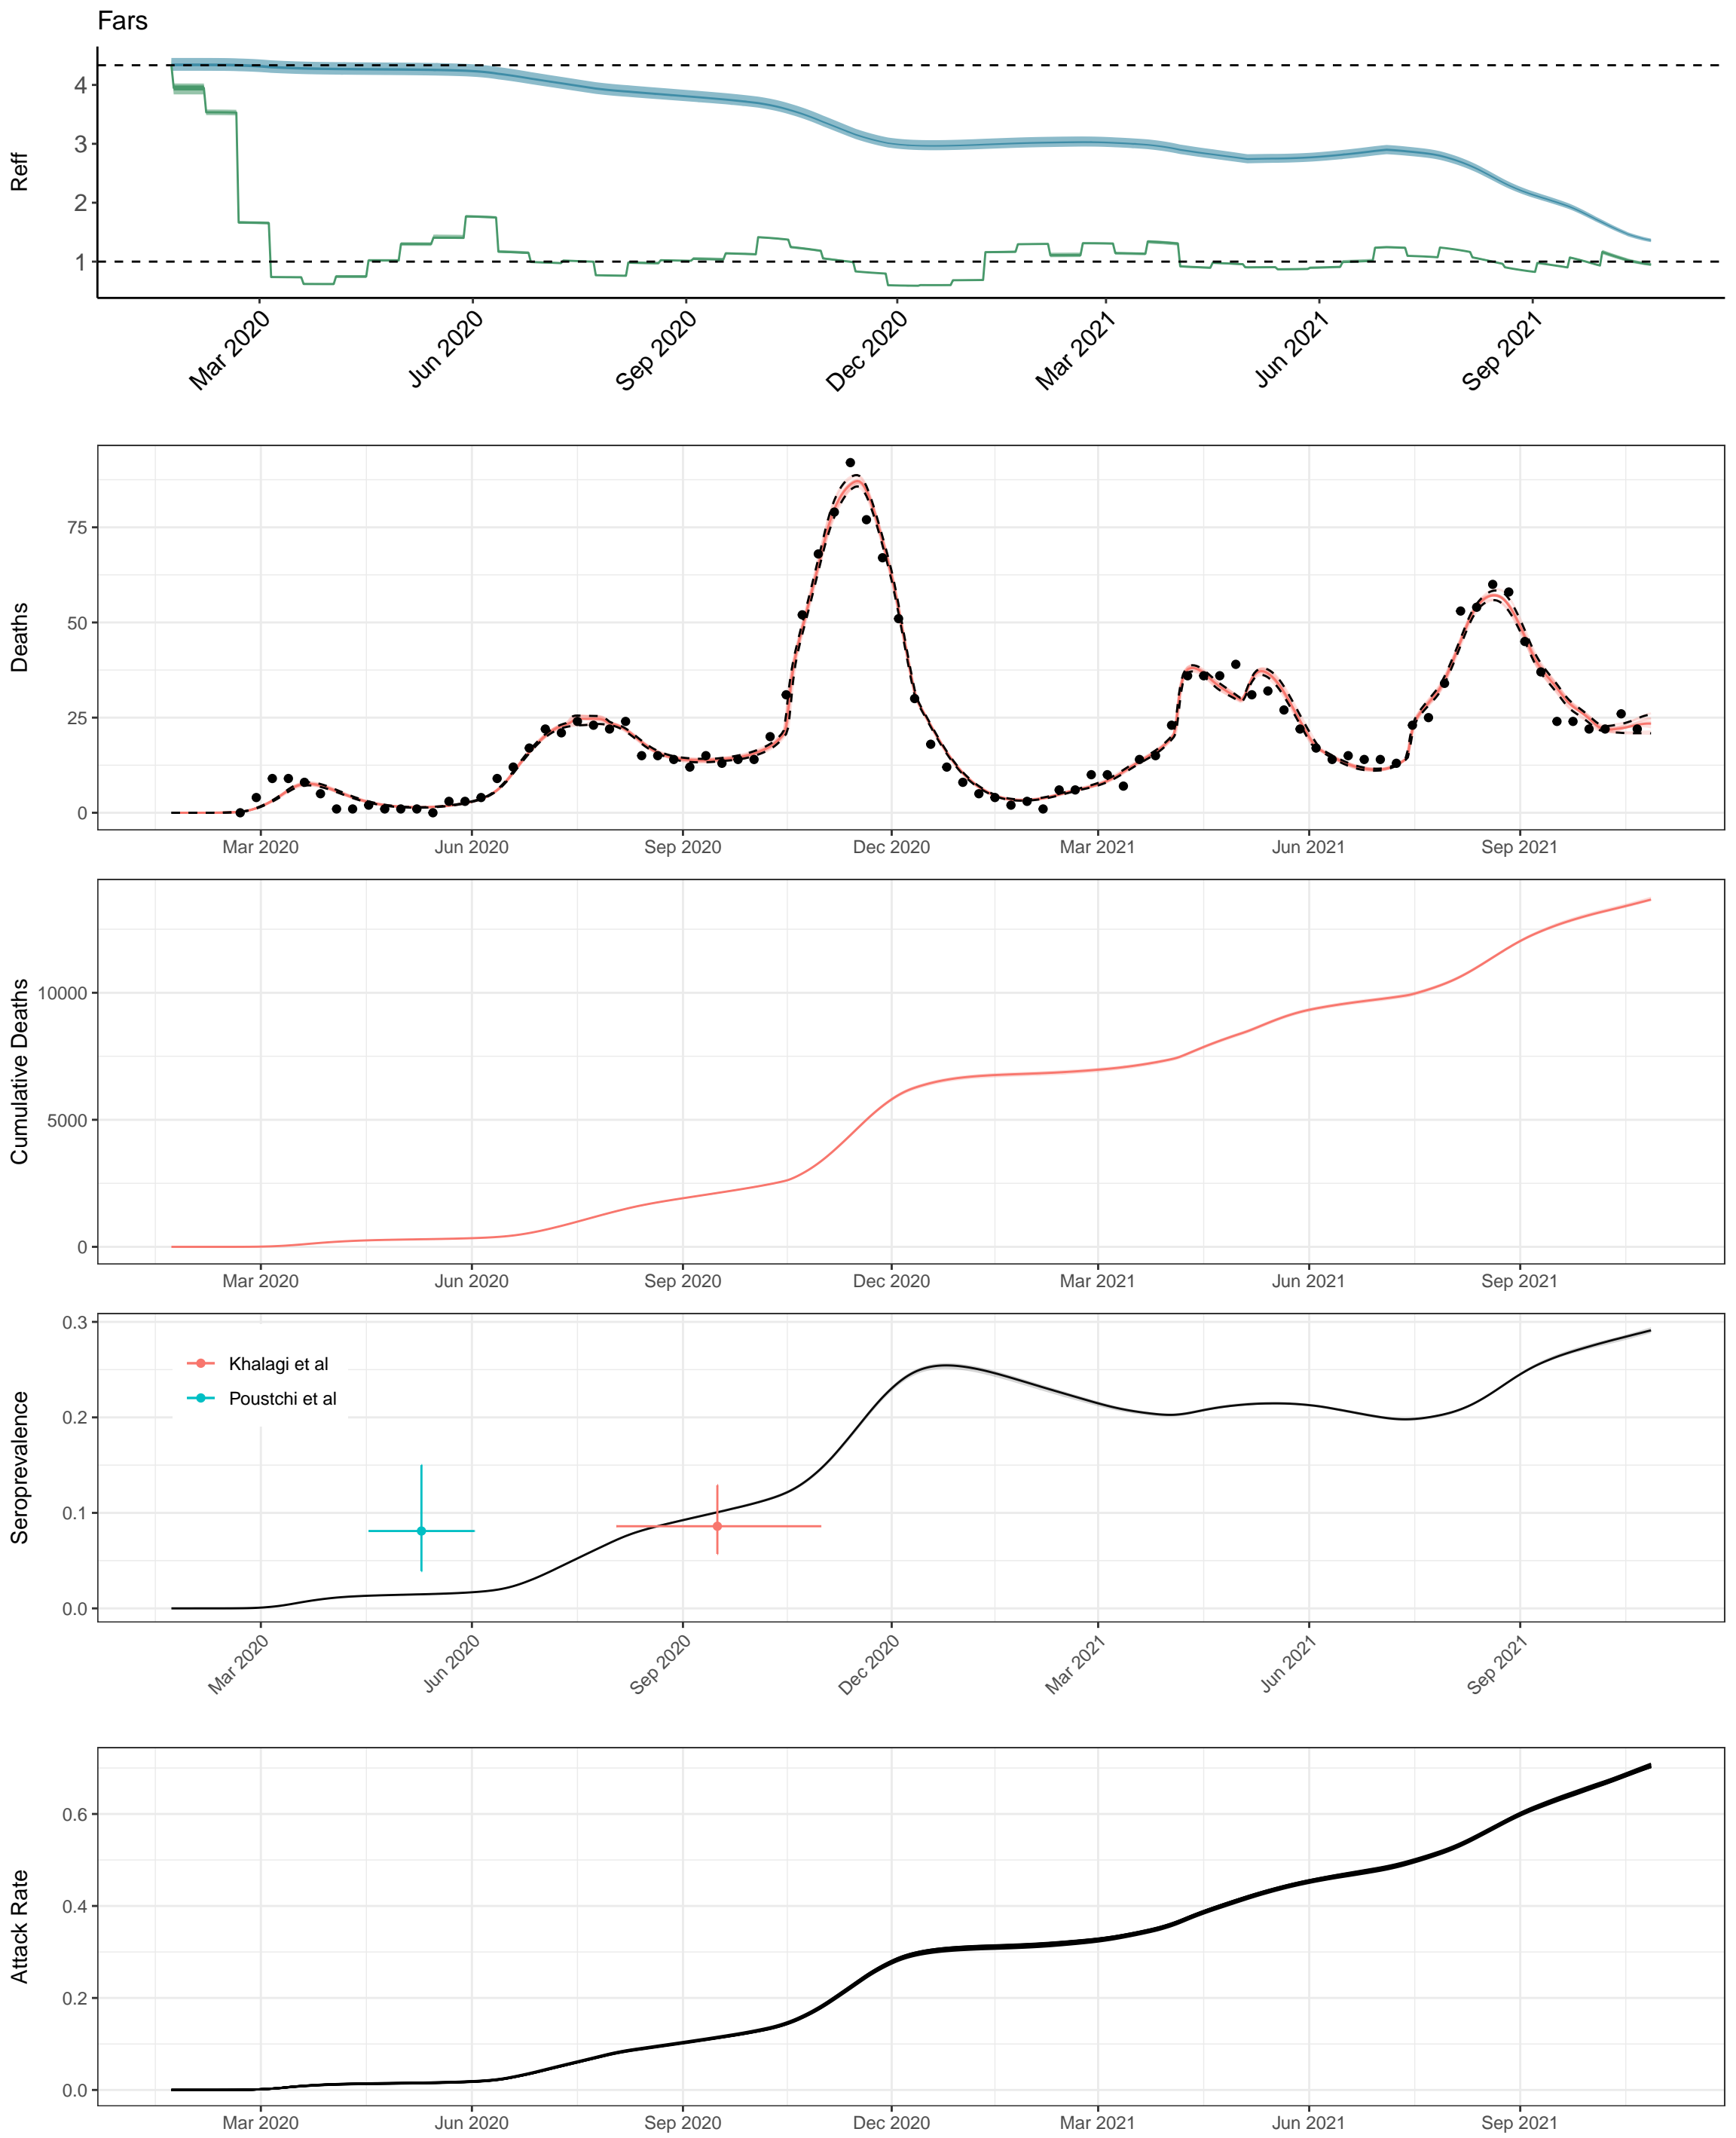 Fars
Reff
4
3
2
1
Mar 2020
Jun 2020
Sep 2020
Dec 2020
Mar 2021
Jun 2021
Sep 2021
Deaths
75
50
25
0
Mar 2020
Jun 2020
Sep 2020
Dec 2020
Mar 2021
Jun 2021
Sep 2021
Cumulative Deaths
10000
5000
0
Mar 2020
Jun 2020
Sep 2020
Dec 2020
Mar 2021
Jun 2021
Sep 2021
Seroprevalence
0.3
0.2
0.1
0.0
Khalagi et al
Poustchi et al
Mar 2020
Jun 2020
Sep 2020
Dec 2020
Mar 2021
Jun 2021
Sep 2021
Attack Rate
0.6
0.4
0.2
0.0
Mar 2020
Jun 2020
Sep 2020
Dec 2020
Mar 2021
Jun 2021
Sep 2021